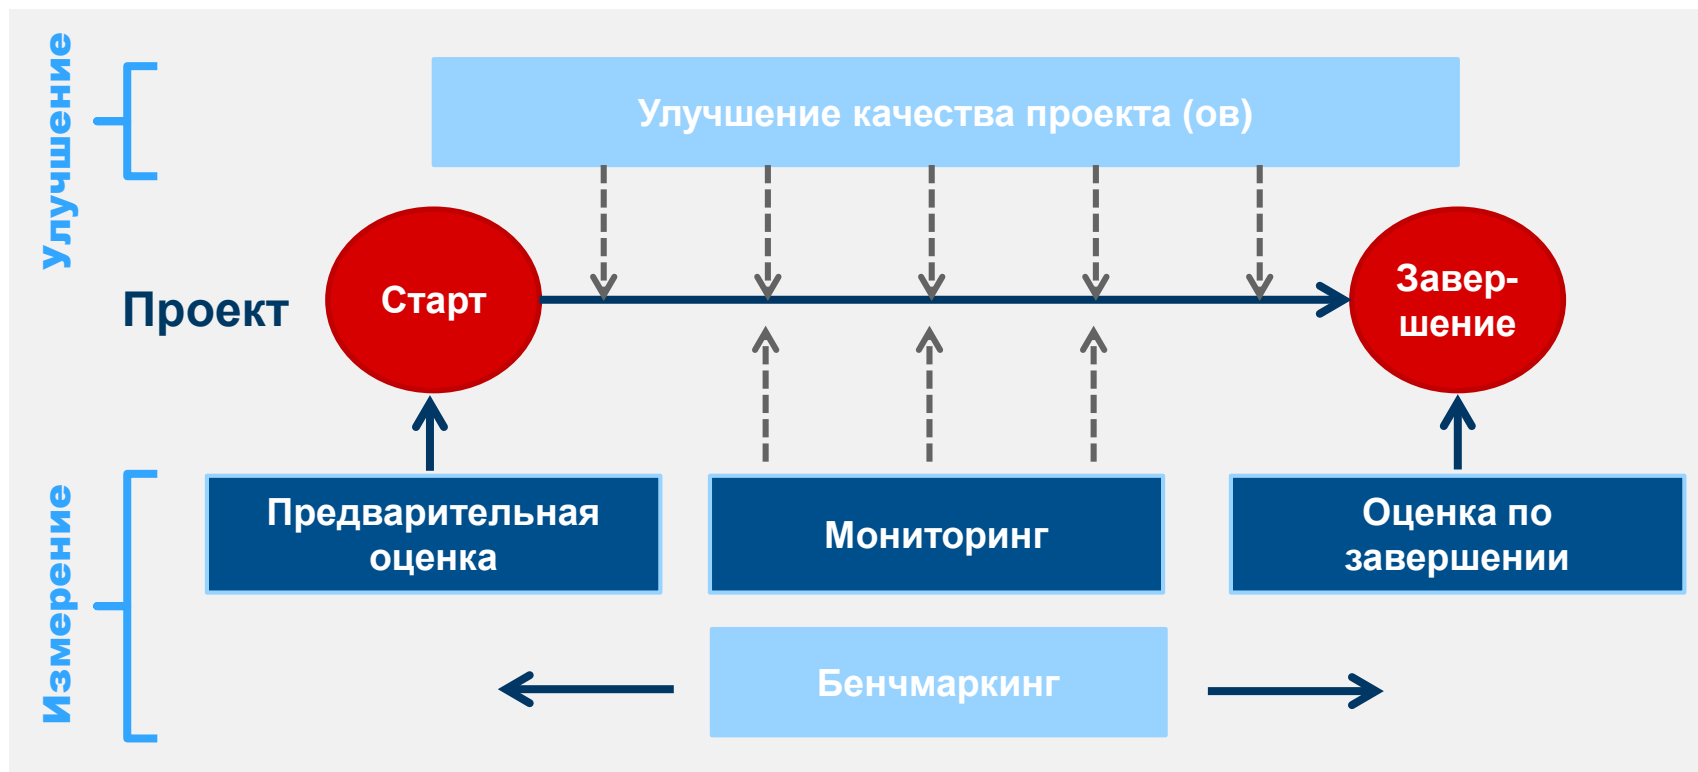 Улучшение
Улучшение качества проекта (ов)
Проект
Старт
Завер-
шение
Измерение
Предварительная
оценка
Мониторинг
Оценка по
завершении
Бенчмаркинг